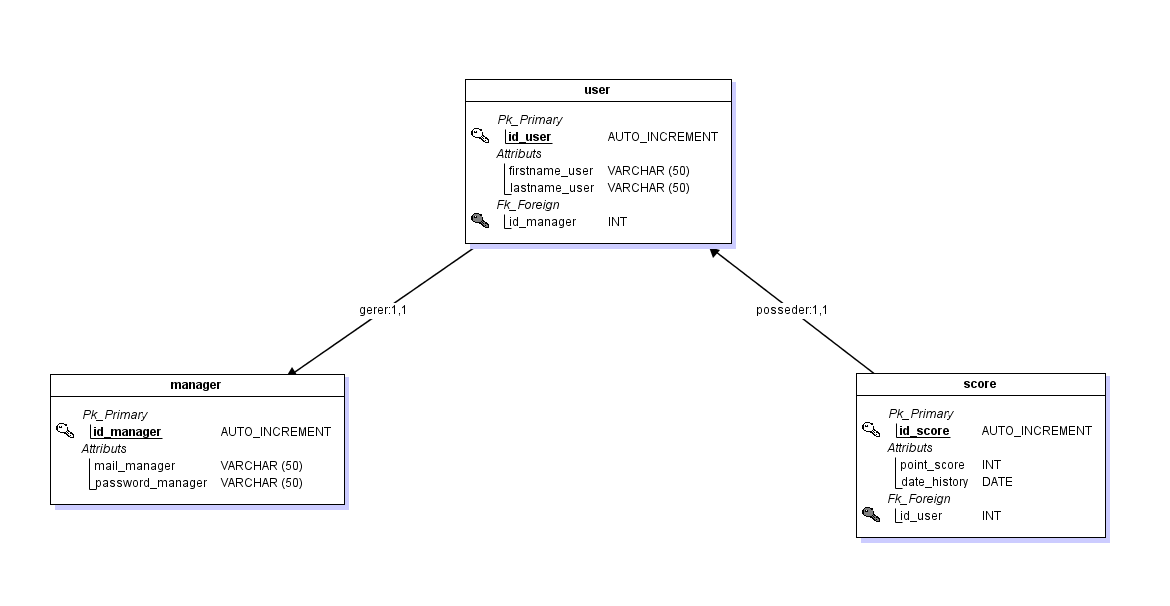 user
Pk_Primary
id_user AUTO_INCREMENT
Attributs
firstname_user VARCHAR (50)
lastname_user VARCHAR (50)
Fk_Foreign
id_manager INT
gerer:1,1
posseder:1,1
manager
Pk_Primary
id_manager AUTO_INCREMENT
Attributs
mail_manager VARCHAR (50)
password_manager VARCHAR (50)
score
Pk_Primary
id_score AUTO_INCREMENT
Attributs
point_score INT
date_history DATE
Fk_Foreign
id_user INT